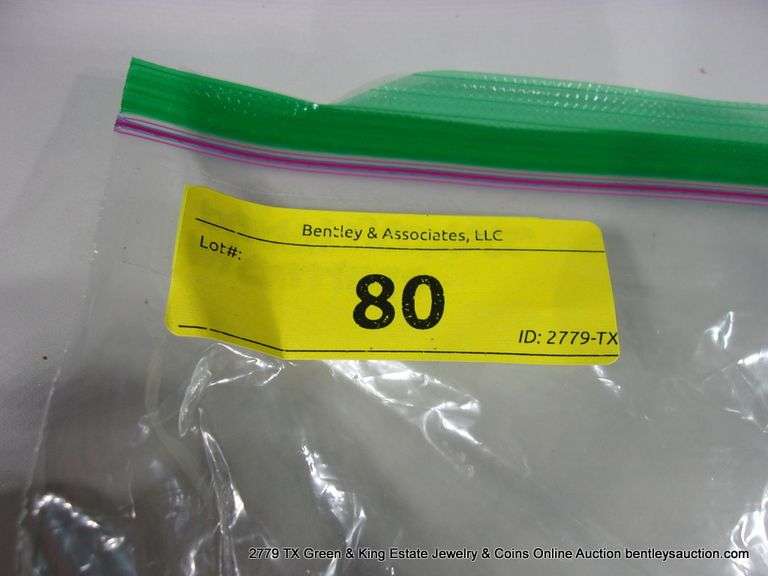 Bentley & Associates, LLC
Lot#:
80
ID: 2779-TX
2779 TX Green & King Estate Jewelry & Coins Online Auction bentleysauction.com